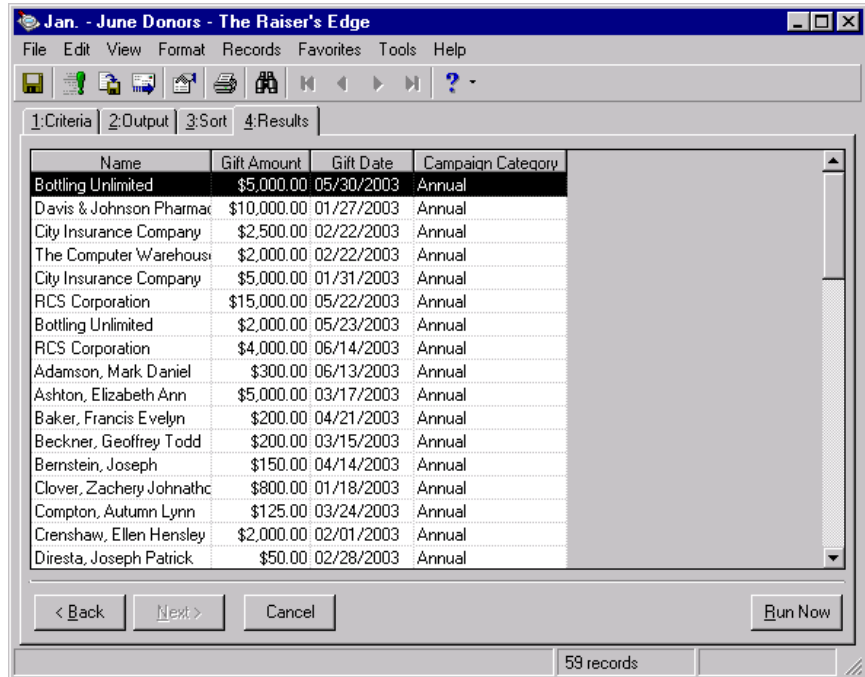 Jan. - June Donors - The Raiser's Edge
File Edit View Format Records Favorites Tools Help
?
1:Criteria 2:Output 3:Sort 4:Results
Name Gift Amount Gift Date Campaign Category
Bottling Unlimited $5,000.00 05/30/2003 Annual
Davis & Johnson Pharmac $10,000.00 01/27/2003 Annual
City Insurance Company $2,500.00 02/22/2003 Annual
The Computer Warehous $2,000.00 02/22/2003 Annual
City Insurance Company $5,000.00 01/31/2003 Annual
RCS Corporation $15,000.00 05/22/2003 Annual
Bottling Unlimited $2,000.00 05/23/2003 Annual
RCS Corporation $4,000.00 06/14/2003 Annual
Adamson, Mark Daniel $300.00 06/13/2003 Annual
Ashton, Elizabeth Ann $5,000.00 03/17/2003 Annual
Baker, Francis Evelyn $200.00 04/21/2003 Annual
Beckner, Geoffrey Todd $200.00 03/15/2003 Annual
Bernstein, Joseph $150.00 04/14/2003 Annual
Clover, Zachery Johnatho $800.00 01/18/2003 Annual
Compton, Autumn Lynn $125.00 03/24/2003 Annual
Crenshaw, Ellen Hensley $2,000.00 02/01/2003 Annual
Diresta, Joseph Patrick $50.00 02/28/2003 Annual
< Back Next > Cancel Run Now
59 records